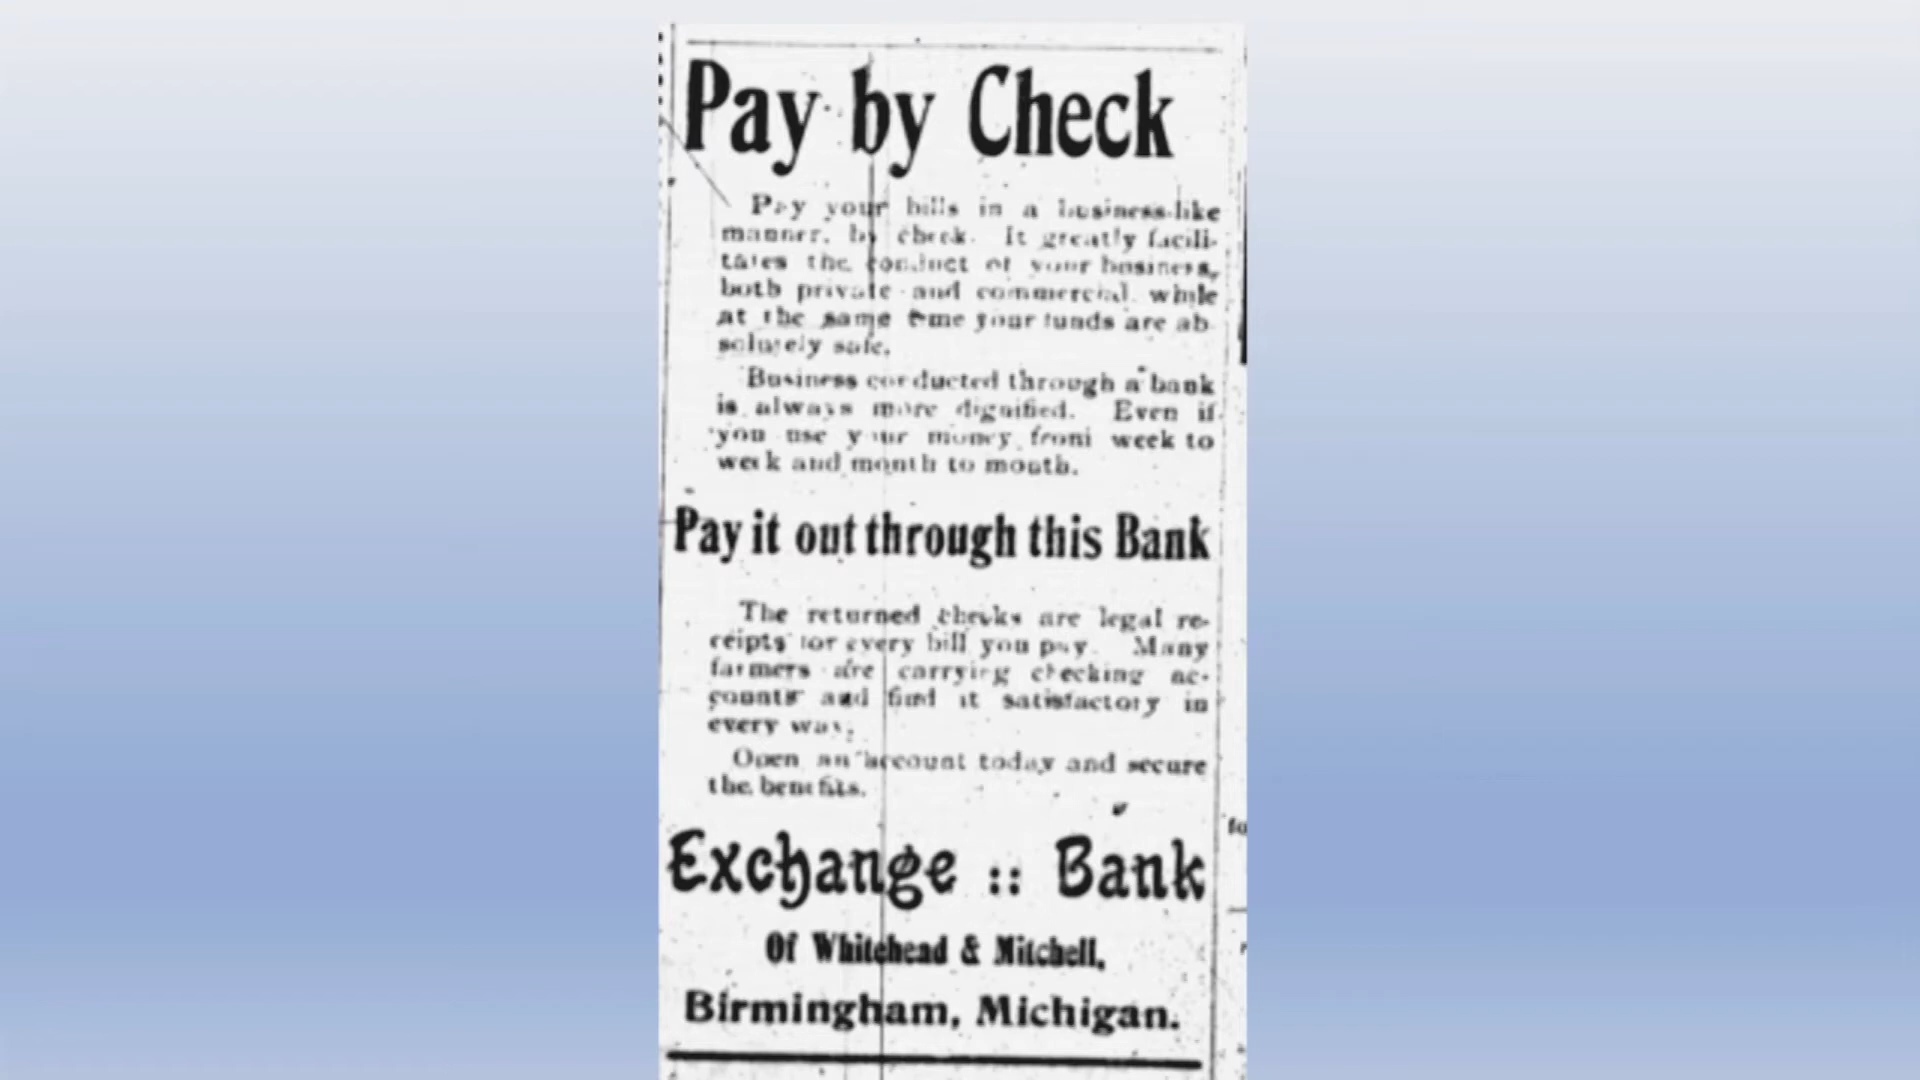 Pay by Check
Pay your bills in a business-like
manner, by check. It greatly facili-
tates the conduct of your business,
both private and commercial while
at the same time your funds are ab
solutely safe.
Business conducted through a bank
is always more dignified. Even if
you use your money from week to
week and month to month.
Pay it out through this Bank
The returned checks are legal re-
ceipts for every bill you pay. Many
farmers are carrying checking ac-
counts and find it satisfactory in
every way.
Open an account today and secure
the benefits.
Exchange :: Bank
Of Whitehead & Mitchell,
Birmingham, Michigan.
fo